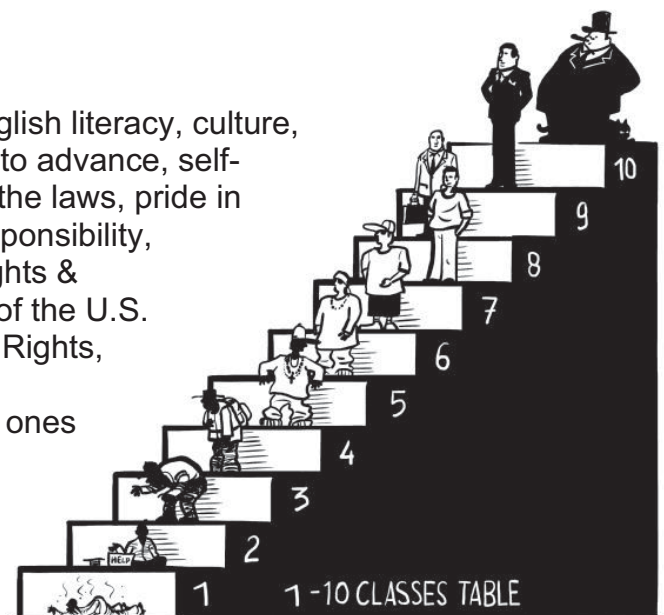 glish literacy, culture,
to advance, self-
the laws, pride in
ponsibility,
ghts &
of the U.S.
Rights,
ones
10
9
8
7
6
5
4
3
2
HELP
1
1-10 CLASSES TABLE